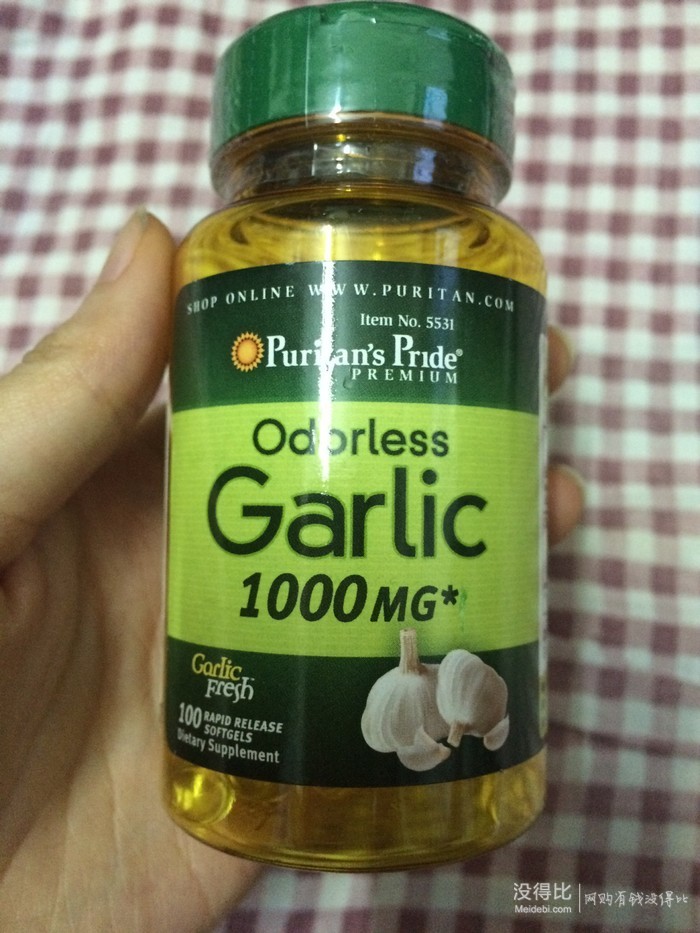 SHOP ONLINE WWW.PURITAN.COM
Item No. 5531
Puritan's Pride®
PREMIUM
Odorless
Garlic
1000MG*
Garlic
Fresh™
100 RAPID RELEASE
SOFTGELS
Dietary Supplement
没得比 网购有钱没得比
Meidebi.com